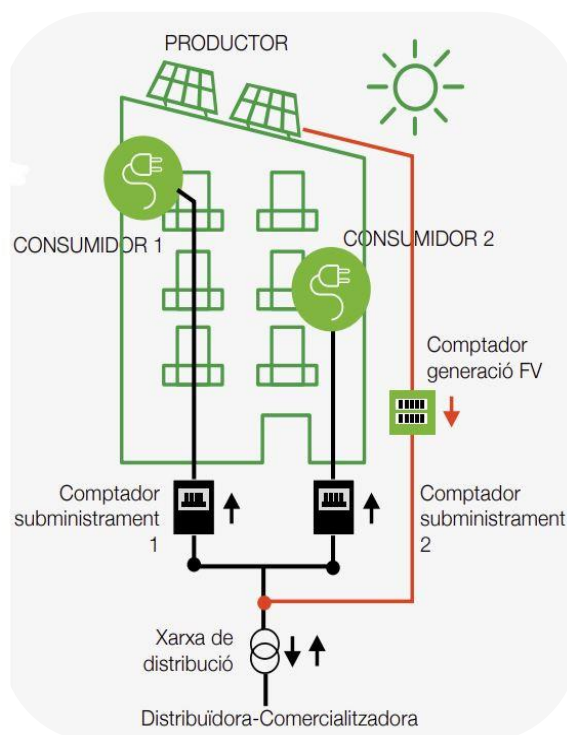 PRODUCTOR
CONSUMIDOR 1
CONSUMIDOR 2
Comptador
generació FV
Comptador
subministrament
1
Comptador
subministrament
2
Xarxa de
distribució
Distribuïdora-Comercialitzadora